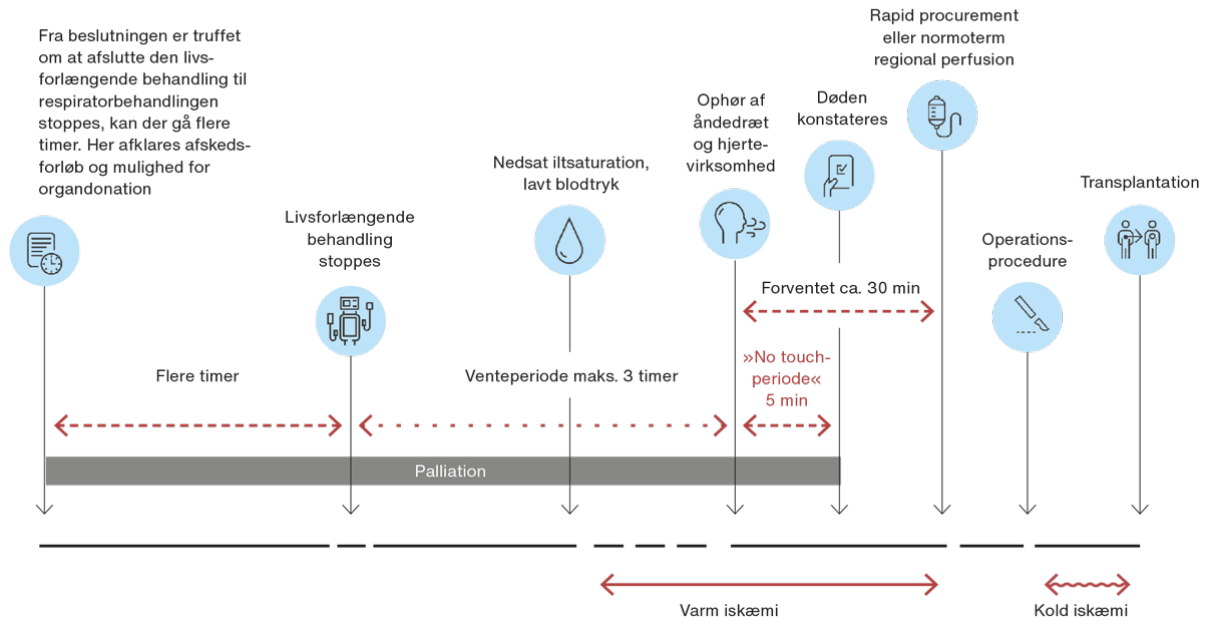 Fra beslutningen er truffet
om at afslutte den livs-
forlængende behandling til
respiratorbehandlingen
stoppes, kan der gå flere
timer. Her afklares afskeds-
forløb og mulighed for
organdonation
Livsforlængende
behandling
stoppes
Nedsat iltsaturation,
lavt blodtryk
Ophør af
åndedræt
og hjerte-
virksomhed
Døden
konstateres
Rapid procurement
eller normoterm
regional perfusion
Operations-
procedure
Transplantation
Forventet ca. 30 min
Flere timer
Venteperiode maks. 3 timer
»No touch-
periode«
5 min
Palliation
Varm iskæmi
Kold iskæmi